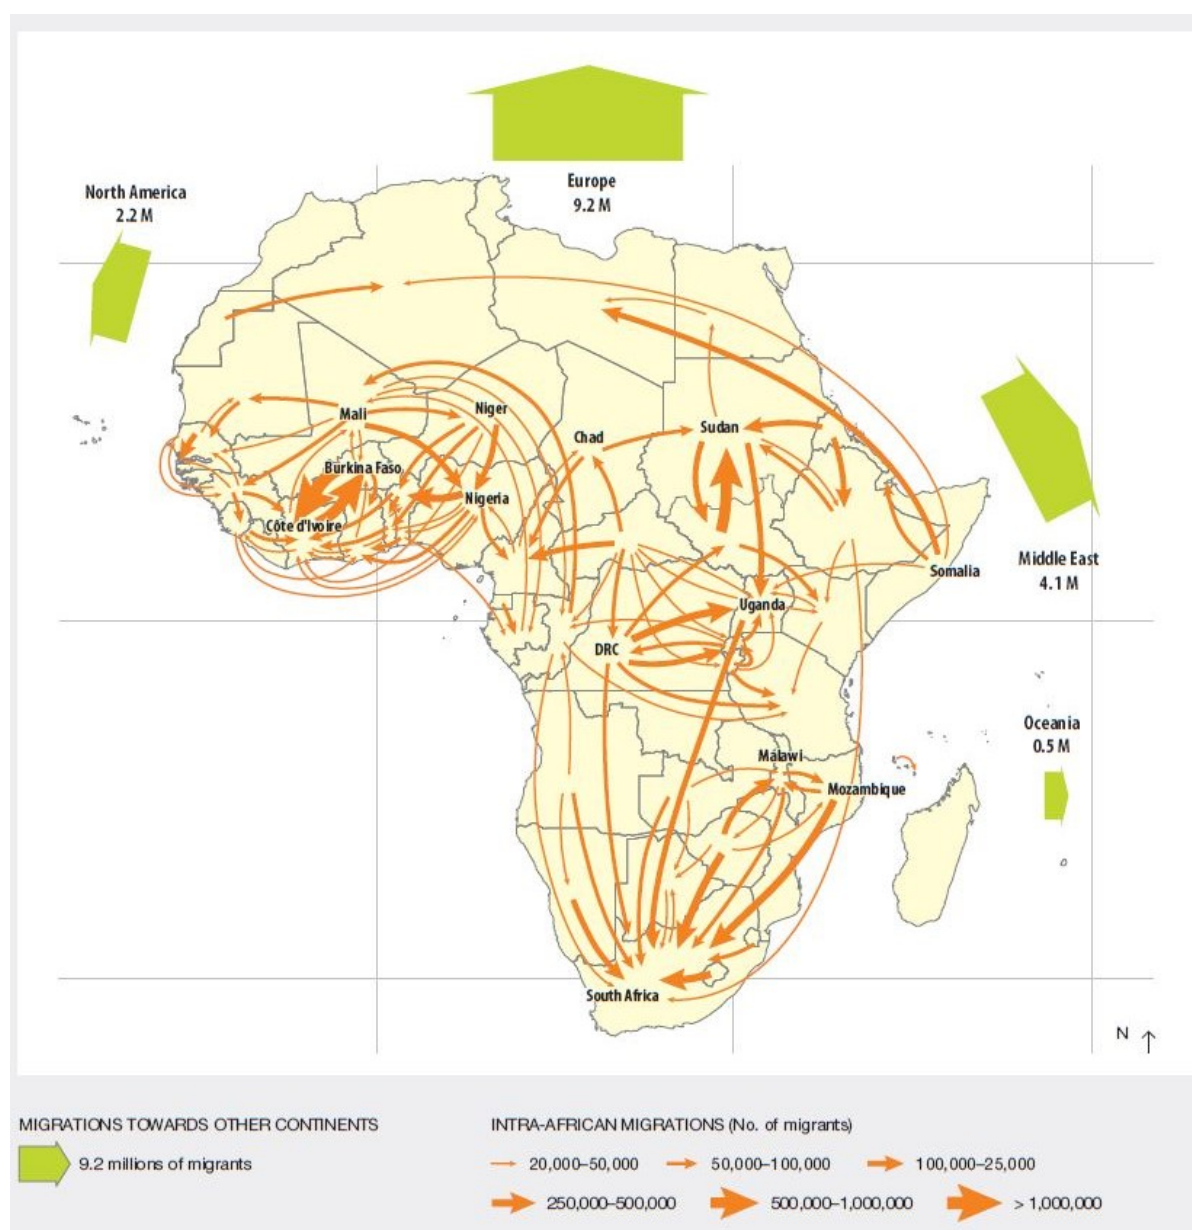 Europe
9.2 M
North America
2.2 M
Mali
Niger
Chad
Sudan
Burkina Faso
Nigeria
Côte d'Ivoire
Somalia
Middle East
4.1 M
Uganda
DRC
Oceania
0.5 M
Malawi
Mozambique
South Africa
N
MIGRATIONS TOWARDS OTHER CONTINENTS
9.2 millions of migrants
INTRA-AFRICAN MIGRATIONS (No. of migrants)
20,000–50,000
50,000–100,000
100,000–25,000
250,000–500,000
500,000–1,000,000
> 1,000,000